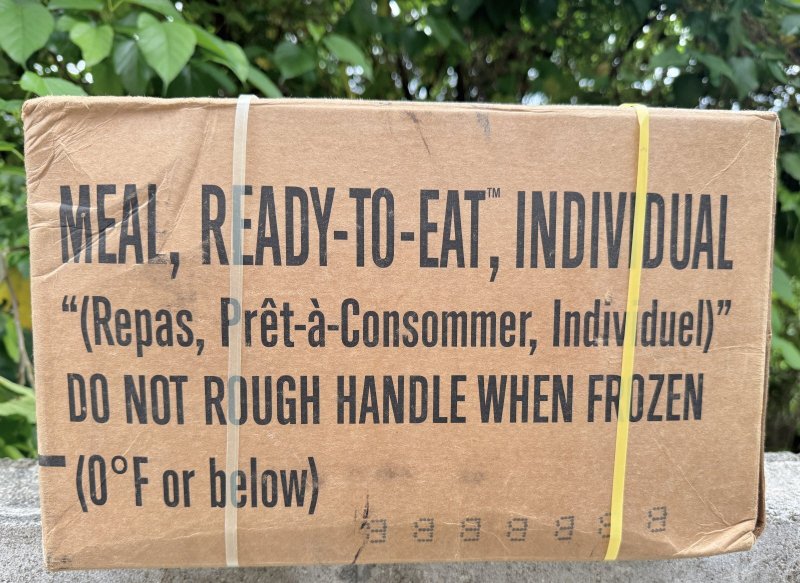 MEAL, READY-TO-EAT™, INDIVIDUAL
“(Repas, Prêt-à-Consommer, Individuel)”
DO NOT ROUGH HANDLE WHEN FROZEN
(0°F or below)